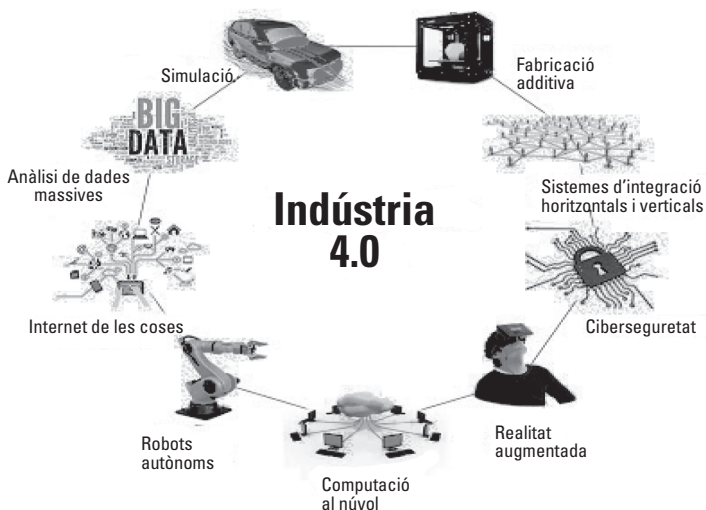 Simulació
Fabricació
additiva
BIG
DATA
STORAGE
Anàlisi de dades
massives
Sistemes d’integració
horitzontals i verticals
Indústria
4.0
Internet de les coses
Ciberseguretat
Robots
autònoms
Realitat
augmentada
Computació
al núvol